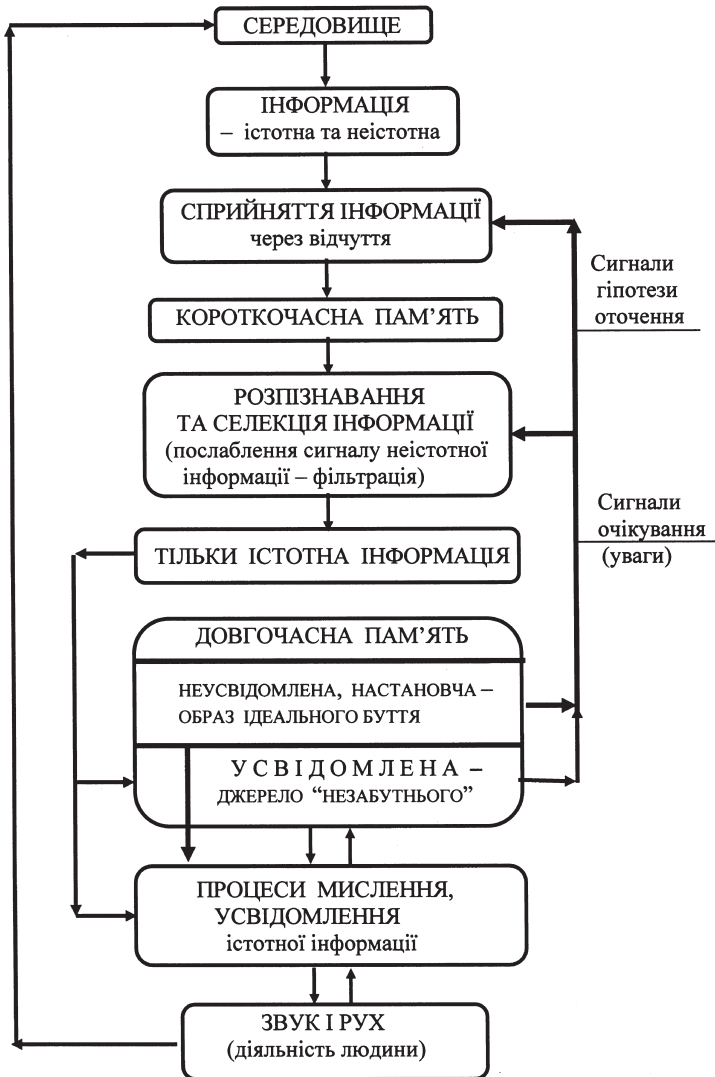 СЕРЕДОВИЩЕ
ІНФОРМАЦІЯ
– істотна та неістотна
СПРИЙНЯТТЯ ІНФОРМАЦІЇ
через відчуття
Сигнали
гіпотези
оточення
КОРОТКОЧАСНА ПАМ’ЯТЬ
РОЗПІЗНАВАННЯ
ТА СЕЛЕКЦІЯ ІНФОРМАЦІЇ
(послаблення сигналу неістотної
інформації – фільтрація)
Сигнали
очікування
(уваги)
ТІЛЬКИ ІСТОТНА ІНФОРМАЦІЯ
ДОВГОЧАСНА ПАМ’ЯТЬ
НЕУСВІДОМЛЕНА, НАСТАНОВЧА –
ОБРАЗ ІДЕАЛЬНОГО БУТТЯ
УСВІДОМЛЕНА –
ДЖЕРЕЛО “НЕЗАБУТНЬОГО”
ПРОЦЕСИ МИСЛЕННЯ,
УСВІДОМЛЕННЯ
істотної інформації
ЗВУК І РУХ
(діяльність людини)